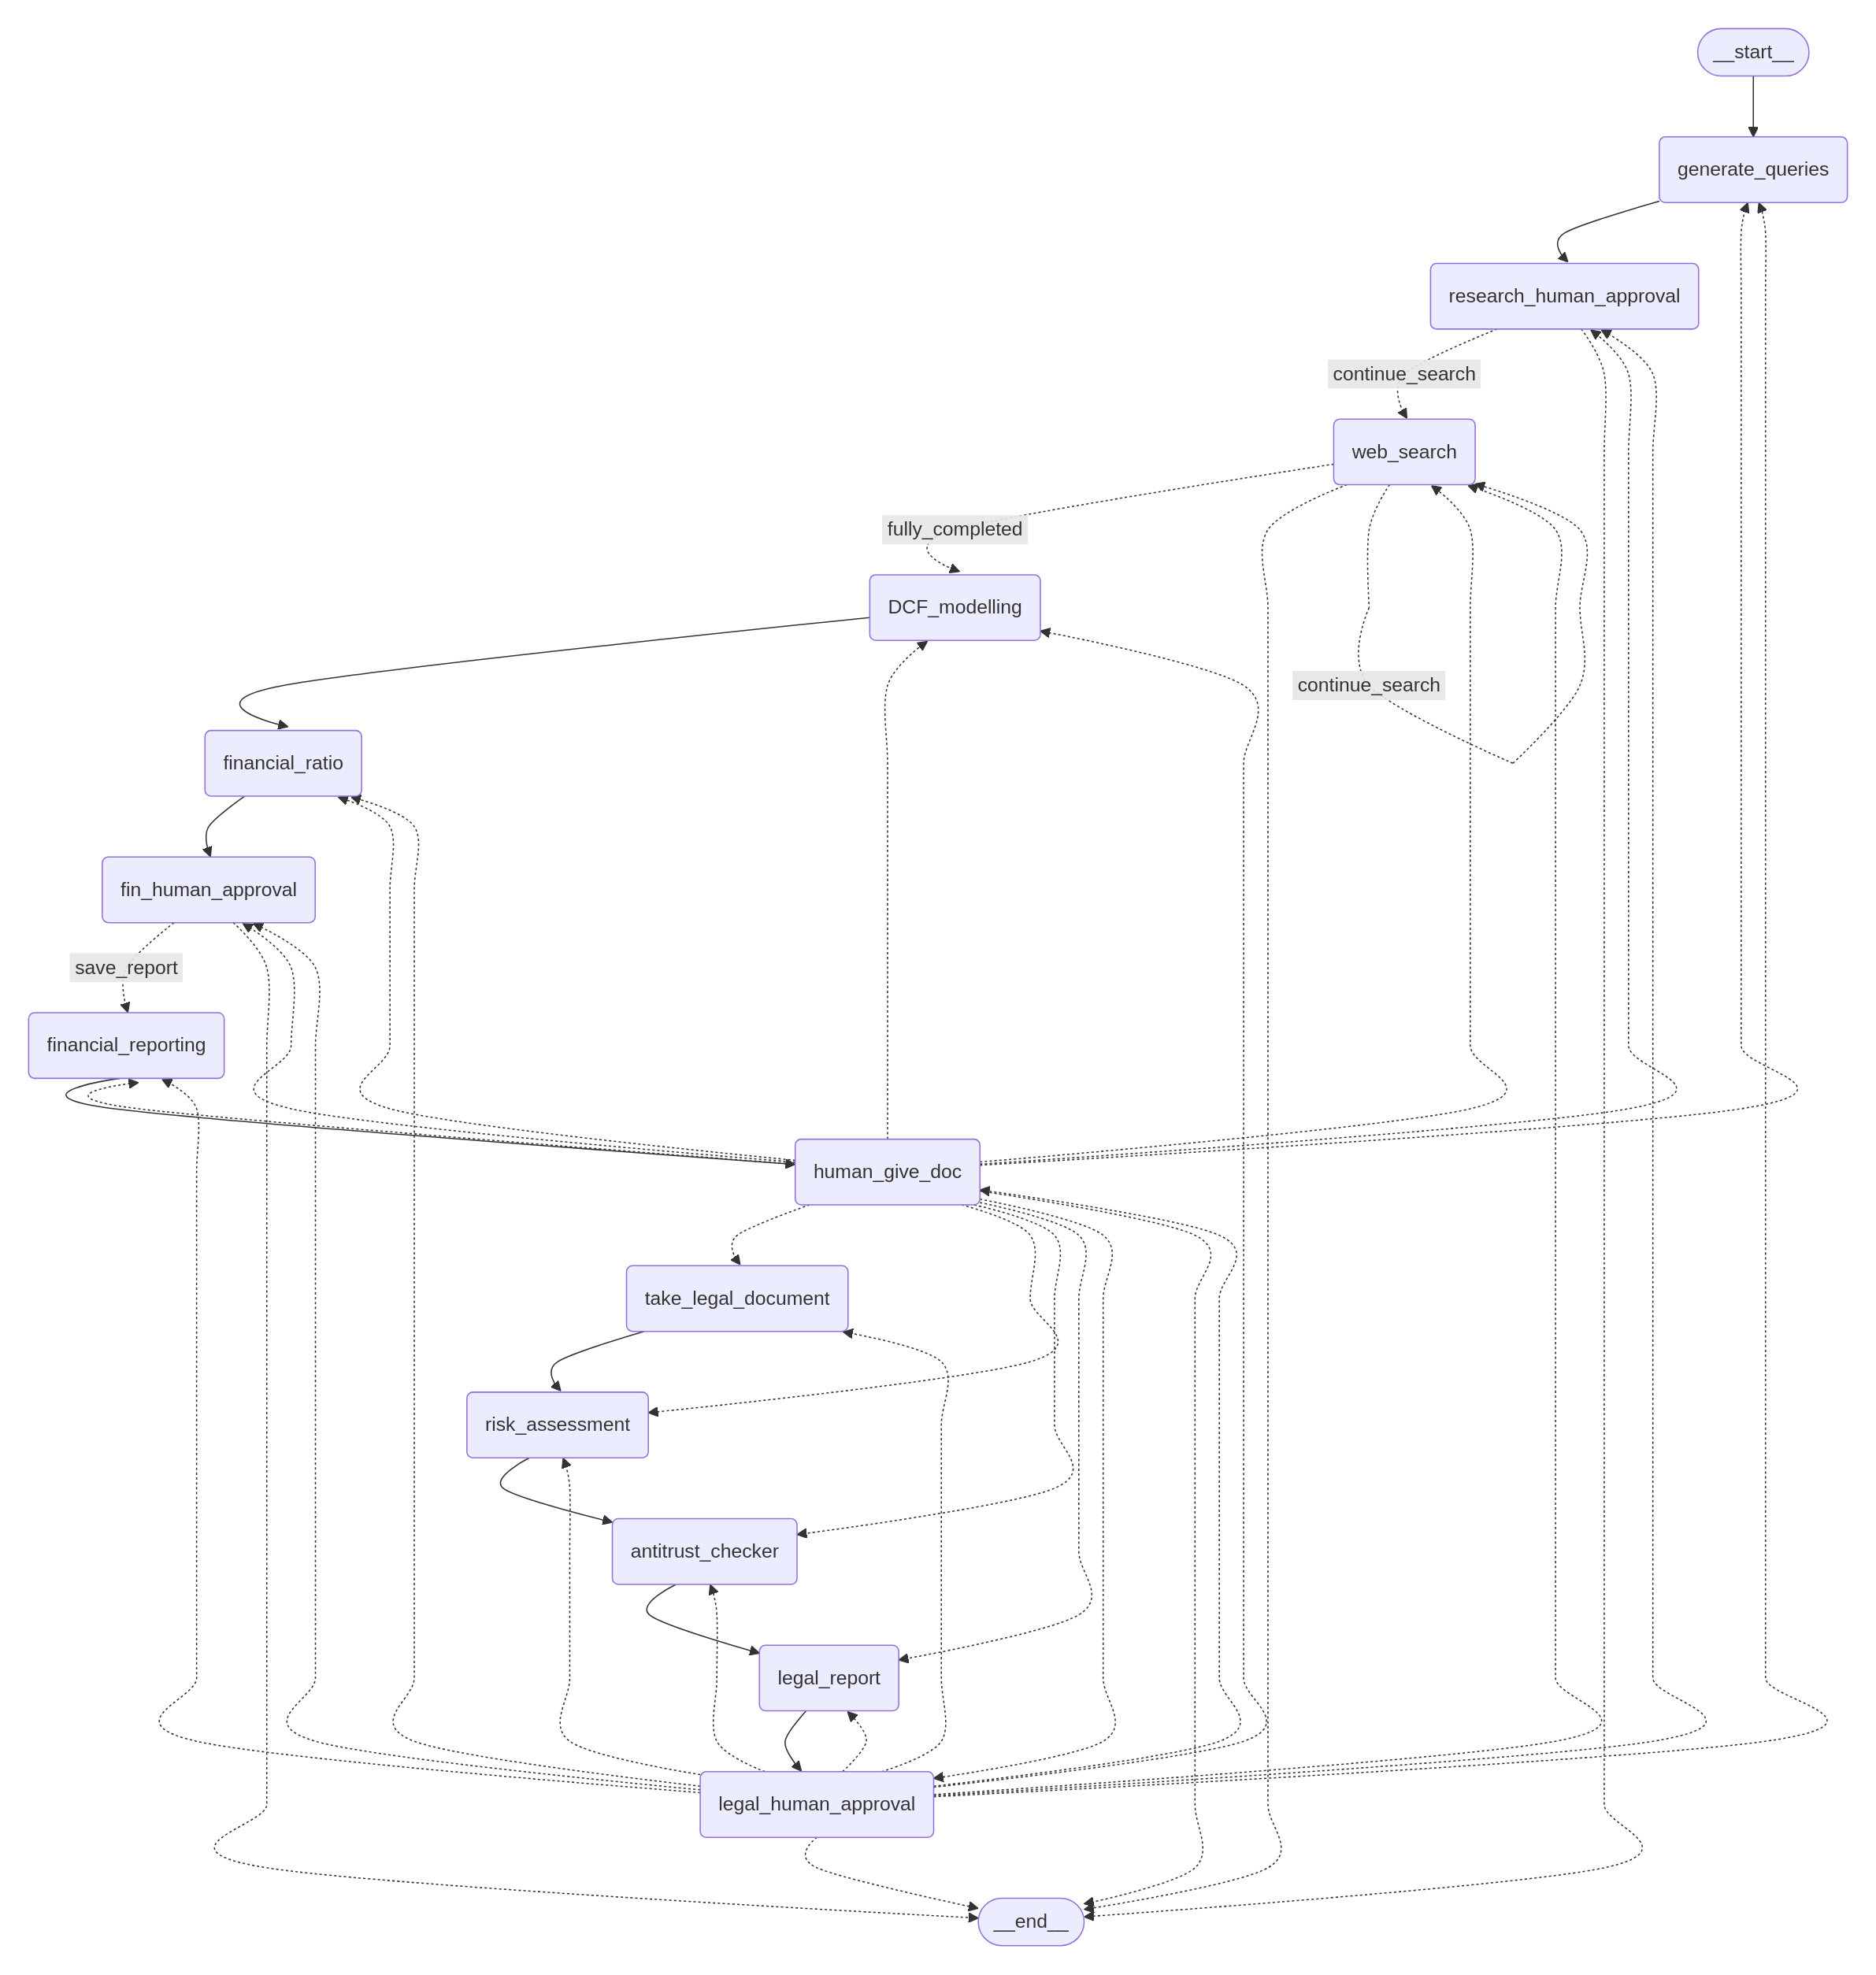 __start__
generate_queries
research_human_approval
continue_search
web_search
fully_completed
DCF_modelling
continue_search
financial_ratio
fin_human_approval
save_report
financial_reporting
human_give_doc
take_legal_document
risk_assessment
antitrust_checker
legal_report
legal_human_approval
__end__